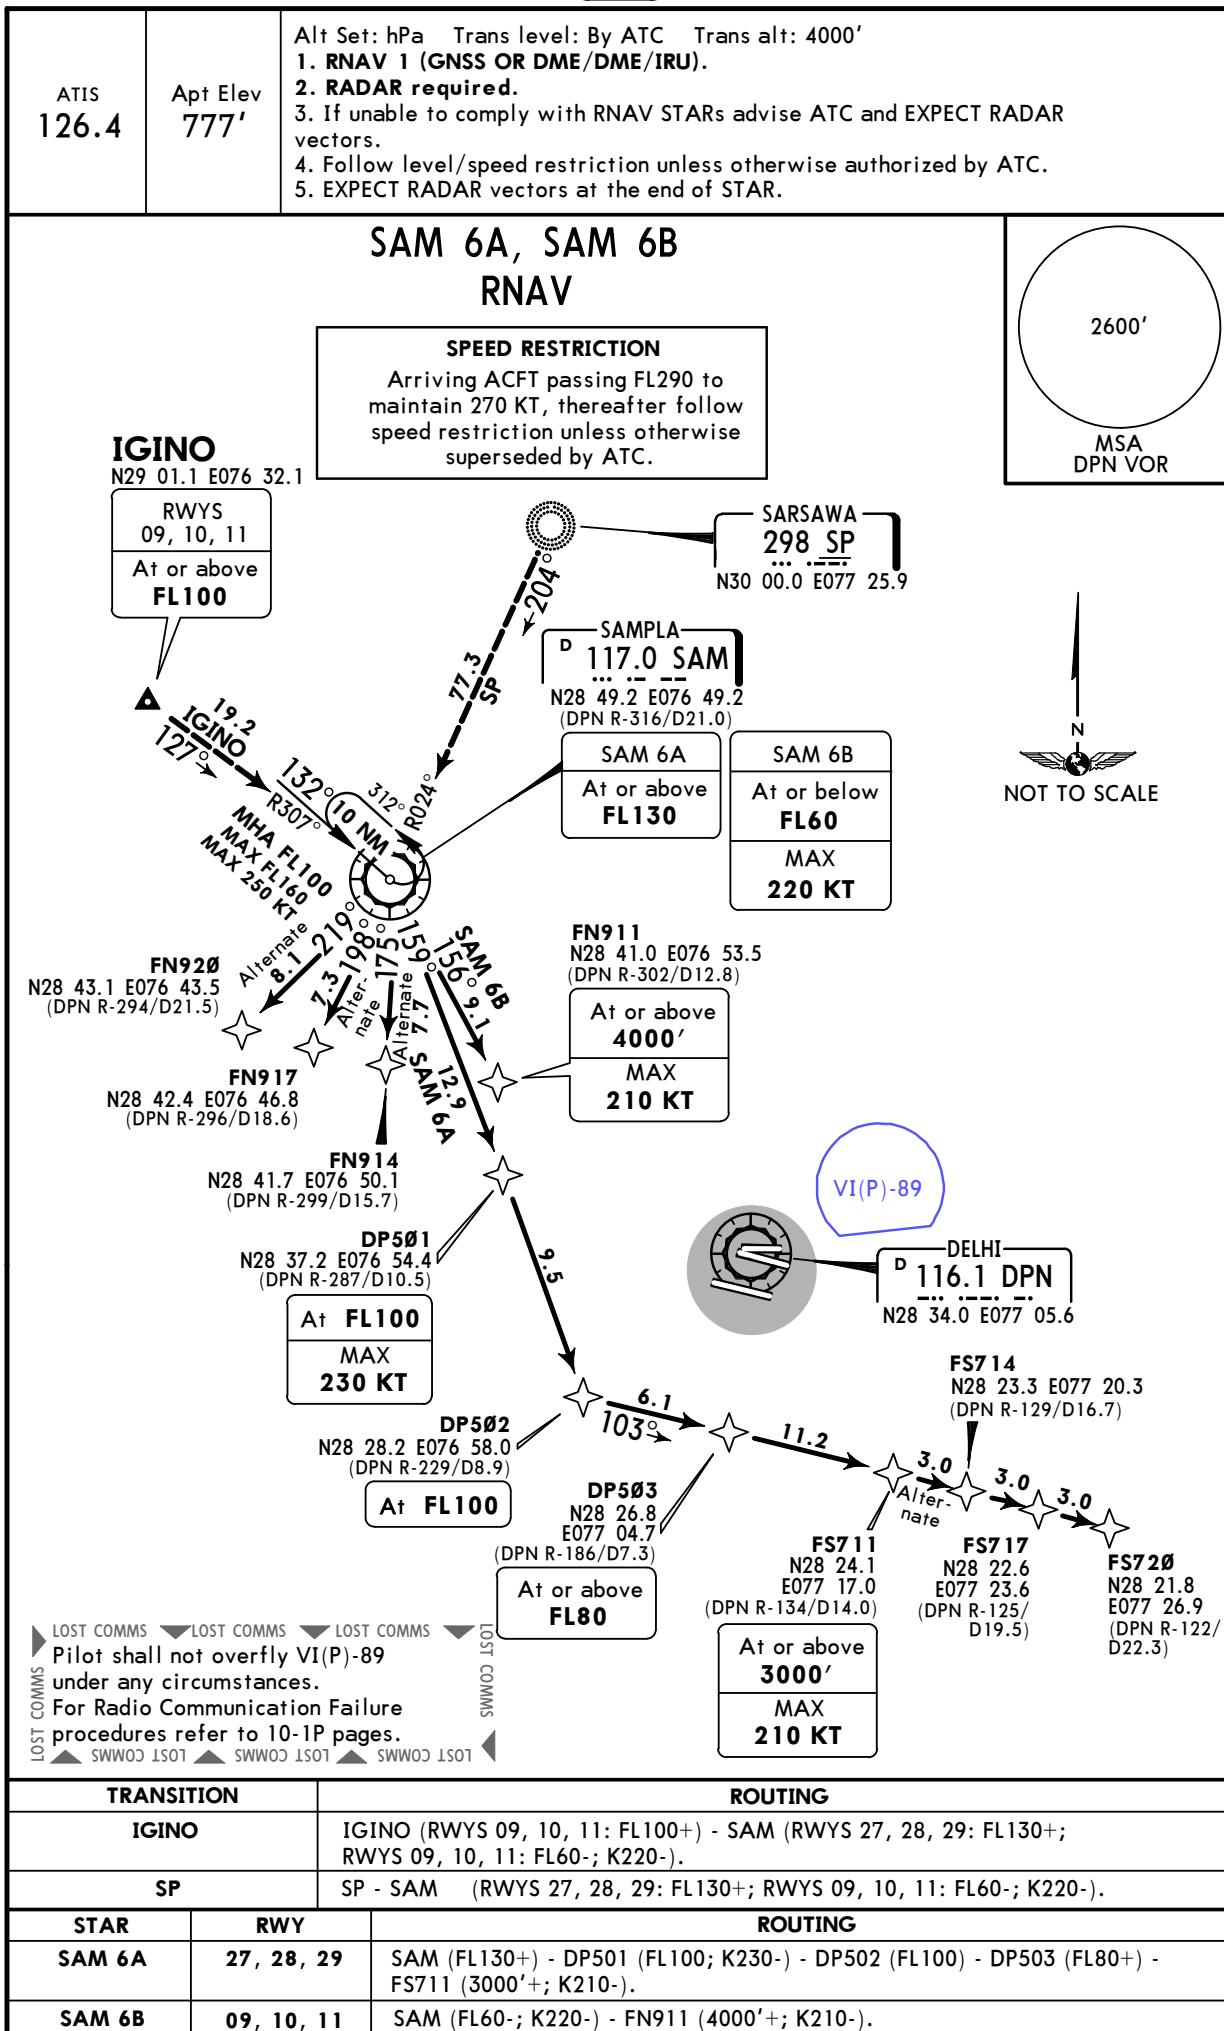 ATIS
126.4
Apt Elev
777'
Alt Set: hPa Trans level: By ATC Trans alt: 4000'
1. RNAV 1 (GNSS OR DME/DME/IRU).
2. RADAR required.
3. If unable to comply with RNAV STARs advise ATC and EXPECT RADAR
vectors.
4. Follow level/speed restriction unless otherwise authorized by ATC.
5. EXPECT RADAR vectors at the end of STAR.
SAM 6A, SAM 6B
RNAV
2600'
MSA
DPN VOR
SPEED RESTRICTION
Arriving ACFT passing FL290 to
maintain 270 KT, thereafter follow
speed restriction unless otherwise
superseded by ATC.
IGINO
N29 01.1 E076 32.1
RWYS
09, 10, 11
At or above
FL100
SARSAWA
298 SP
N30 00.0 E077 25.9
204°
77.3
SP
R024°
SAMPLA
D 117.0 SAM
N28 49.2 E076 49.2
(DPN R-316/D21.0)
SAM 6A
At or above
FL130
SAM 6B
At or below
FL60
MAX
220 KT
N
NOT TO SCALE
19.2
IGINO
127°
132°
R307°
312°
10 NM
MHA FL100
MAX FL160
MAX 250 KT
219°
Alternate
8.1
198°
7.3
Alter-
nate
175°
Alternate
7.7
159°
12.9
SAM 6A
156°
SAM 6B
9.1
FN92Ø
N28 43.1 E076 43.5
(DPN R-294/D21.5)
FN917
N28 42.4 E076 46.8
(DPN R-296/D18.6)
FN914
N28 41.7 E076 50.1
(DPN R-299/D15.7)
FN911
N28 41.0 E076 53.5
(DPN R-302/D12.8)
At or above
4000'
MAX
210 KT
VI(P)-89
DP5Ø1
N28 37.2 E076 54.4
(DPN R-287/D10.5)
At FL100
MAX
230 KT
9.5
DELHI
D 116.1 DPN
N28 34.0 E077 05.6
DP5Ø2
N28 28.2 E076 58.0
(DPN R-229/D8.9)
At FL100
6.1
103°
DP5Ø3
N28 26.8
E077 04.7
(DPN R-186/D7.3)
At or above
FL80
11.2
FS711
N28 24.1
E077 17.0
(DPN R-134/D14.0)
At or above
3000'
MAX
210 KT
3.0
Alter-
nate
FS714
N28 23.3 E077 20.3
(DPN R-129/D16.7)
3.0
FS717
N28 22.6
E077 23.6
(DPN R-125/
D19.5)
3.0
FS72Ø
N28 21.8
E077 26.9
(DPN R-122/
D22.3)
LOST COMMS LOST COMMS LOST COMMS
LOST COMMS
Pilot shall not overfly VI(P)-89
under any circumstances.
For Radio Communication Failure
procedures refer to 10-1P pages.
LOST COMMS
LOST COMMS LOST COMMS LOST COMMS
TRANSITION ROUTING
IGINO IGINO (RWYS 09, 10, 11: FL100+) - SAM (RWYS 27, 28, 29: FL130+;
RWYS 09, 10, 11: FL60-; K220-).
SP SP - SAM (RWYS 27, 28, 29: FL130+; RWYS 09, 10, 11: FL60-; K220-).
STAR RWY ROUTING
SAM 6A 27, 28, 29 SAM (FL130+) - DP501 (FL100; K230-) - DP502 (FL100) - DP503 (FL80+) -
FS711 (3000'+; K210-).
SAM 6B 09, 10, 11 SAM (FL60-; K220-) - FN911 (4000'+; K210-).